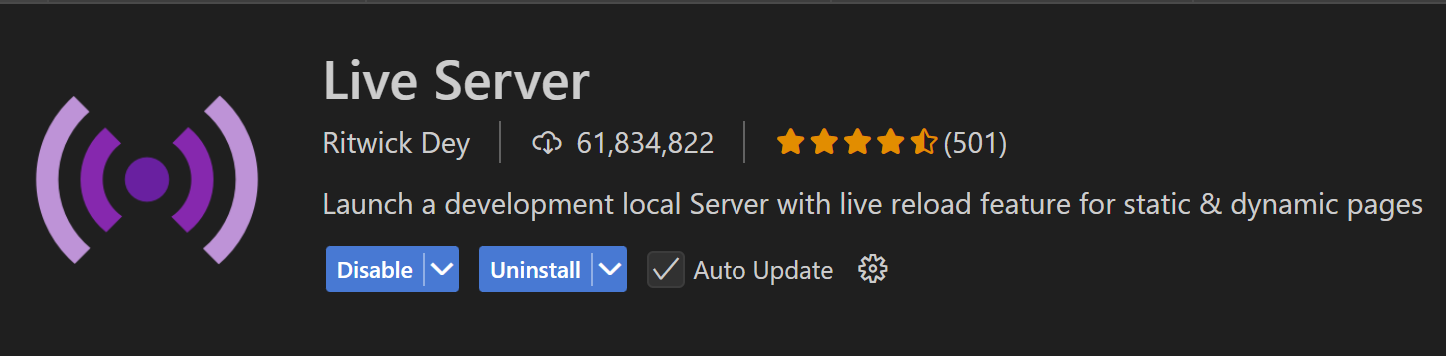 Live Server
Ritwick Dey 61,834,822 (501)
Launch a development local Server with live reload feature for static & dynamic pages
Disable Uninstall Auto Update